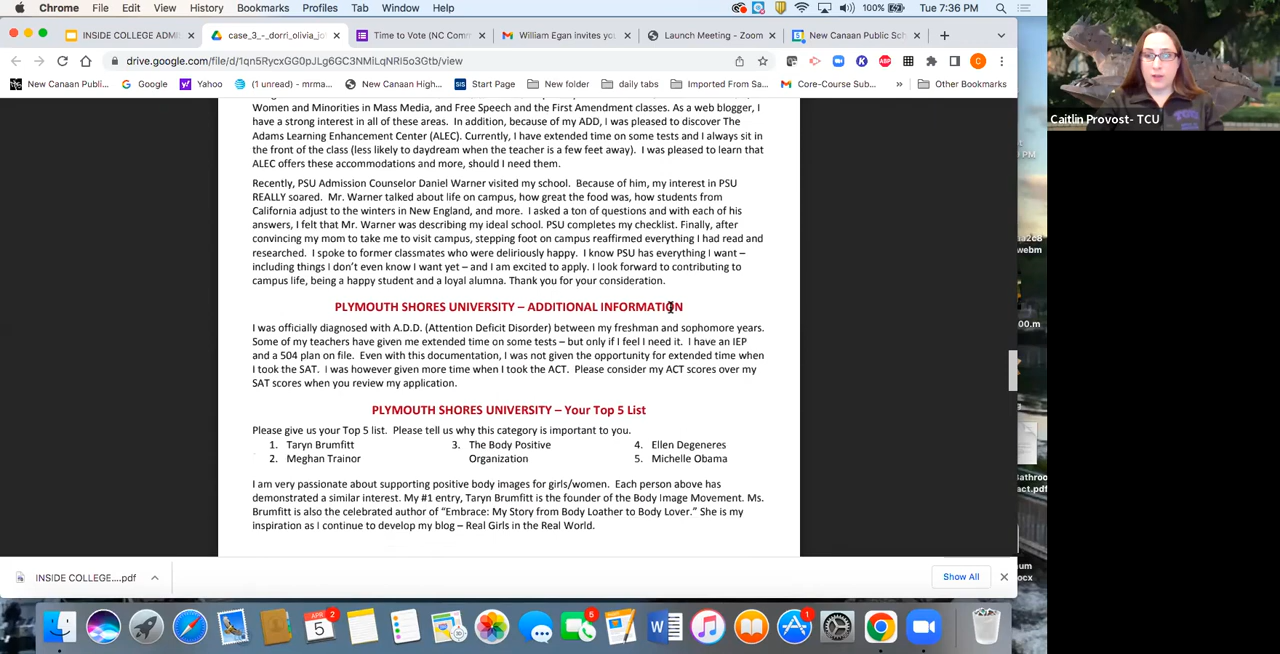 Chrome File Edit View History Bookmarks Profiles Tab Window Help 100% Tue 7:36 PM
INSIDE COLLEGE ADMI
case_3_-_dorri_olivia_jo
Time to Vote (NC Comm
William Egan invites you
Launch Meeting - Zoom
New Canaan Public Sch
drive.google.com/file/d/1qn5RycxGG0pJLg6GC3NMiLqNRl5o3Gtb/view
New Canaan Public... Google Yahoo (1 unread) - mrma... New Canaan High... Start Page New folder daily tabs Imported From Sa... Core-Course Sub... » Other Bookmarks
Women and Minorities in Mass Media, and Free Speech and the First Amendment classes. As a web blogger, I
have a strong interest in all of these areas. In addition, because of my ADD, I was pleased to discover The
Adams Learning Enhancement Center (ALEC). Currently, I have extended time on some tests and I always sit in
the front of the class (less likely to daydream when the teacher is a few feet away). I was pleased to learn that
ALEC offers these accommodations and more, should I need them.
Recently, PSU Admission Counselor Daniel Warner visited my school. Because of him, my interest in PSU
REALLY soared. Mr. Warner talked about life on campus, how great the food was, how students from
California adjust to the winters in New England, and more. I asked a ton of questions and with each of his
answers, I felt that Mr. Warner was describing my ideal school. PSU completes my checklist. Finally, after
convincing my mom to take me to visit campus, stepping foot on campus reaffirmed everything I had read and
researched. I spoke to former classmates who were deliriously happy. I know PSU has everything I want –
including things I don't even know I want yet – and I am excited to apply. I look forward to contributing to
campus life, being a happy student and a loyal alumna. Thank you for your consideration.
PLYMOUTH SHORES UNIVERSITY – ADDITIONAL INFORMATION
I was officially diagnosed with A.D.D. (Attention Deficit Disorder) between my freshman and sophomore years.
Some of my teachers have given me extended time on some tests – but only if I feel I need it. I have an IEP
and a 504 plan on file. Even with this documentation, I was not given the opportunity for extended time when
I took the SAT. I was however given more time when I took the ACT. Please consider my ACT scores over my
SAT scores when you review my application.
PLYMOUTH SHORES UNIVERSITY – Your Top 5 List
Please give us your Top 5 list. Please tell us why this category is important to you.
1. Taryn Brumfitt
2. Meghan Trainor
3. The Body Positive
Organization
4. Ellen Degeneres
5. Michelle Obama
I am very passionate about supporting positive body images for girls/women. Each person above has
demonstrated a similar interest. My #1 entry, Taryn Brumfitt is the founder of the Body Image Movement. Ms.
Brumfitt is also the celebrated author of "Embrace: My Story from Body Loather to Body Lover." She is my
inspiration as I continue to develop my blog – Real Girls in the Real World.
INSIDE COLLEGE....pdf
Show All
Caitlin Provost- TCU
PM
webm
00.m
act.pdf
APR 2
5
6
1